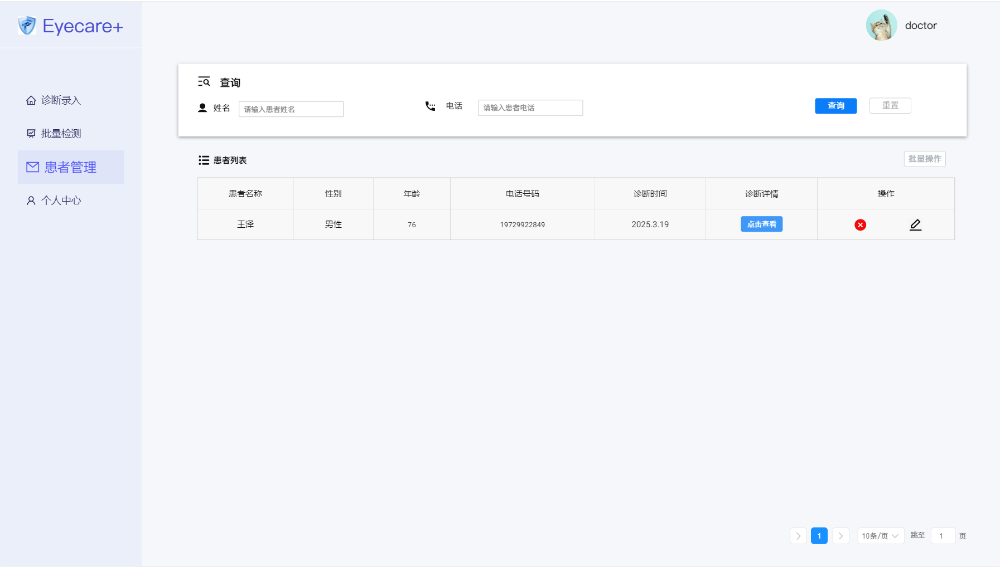 Eyecare+
doctor
诊断录入
批量检测
患者管理
个人中心
查询
姓名 请输入患者姓名 电话 请输入患者电话 查询 重置
患者列表 批量操作
患者名称 性别 年龄 电话号码 诊断时间 诊断详情 操作
王泽 男性 76 19729922849 2025.3.19 点击查看
1 10条/页 跳至 1 页